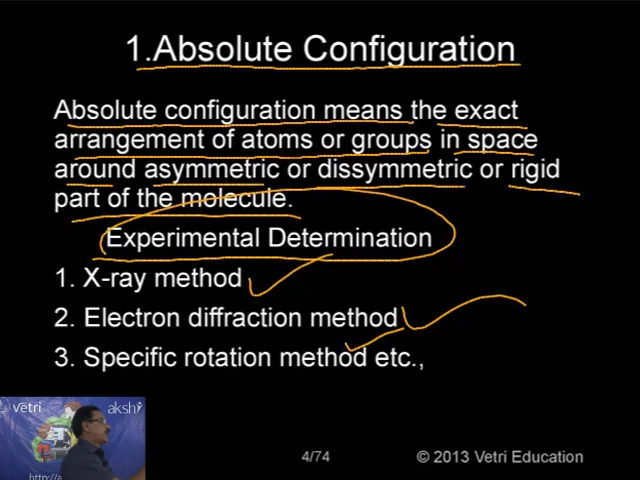 1.Absolute Configuration
Absolute configuration means the exact
arrangement of atoms or groups in space
around asymmetric or dissymmetric or rigid
part of the molecule.
Experimental Determination
1. X-ray method
2. Electron diffraction method
3. Specific rotation method etc.,
vetri
akshi
http://a
4/74
© 2013 Vetri Education